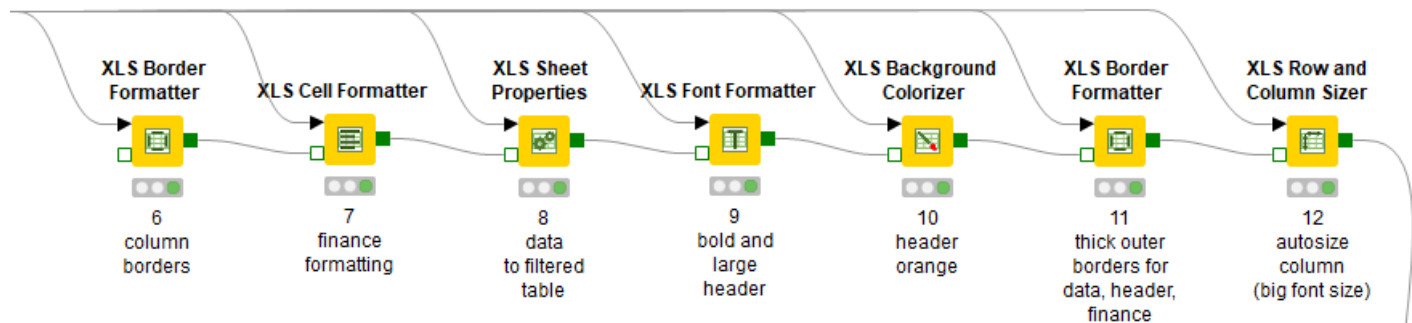 XLS Border
Formatter
XLS Cell Formatter
XLS Sheet
Properties
XLS Font Formatter
XLS Background
Colorizer
XLS Border
Formatter
XLS Row and
Column Sizer
6
column
borders
7
finance
formatting
8
data
to filtered
table
9
bold and
large
header
10
header
orange
11
thick outer
borders for
data, header,
finance
12
autosize
column
(big font size)